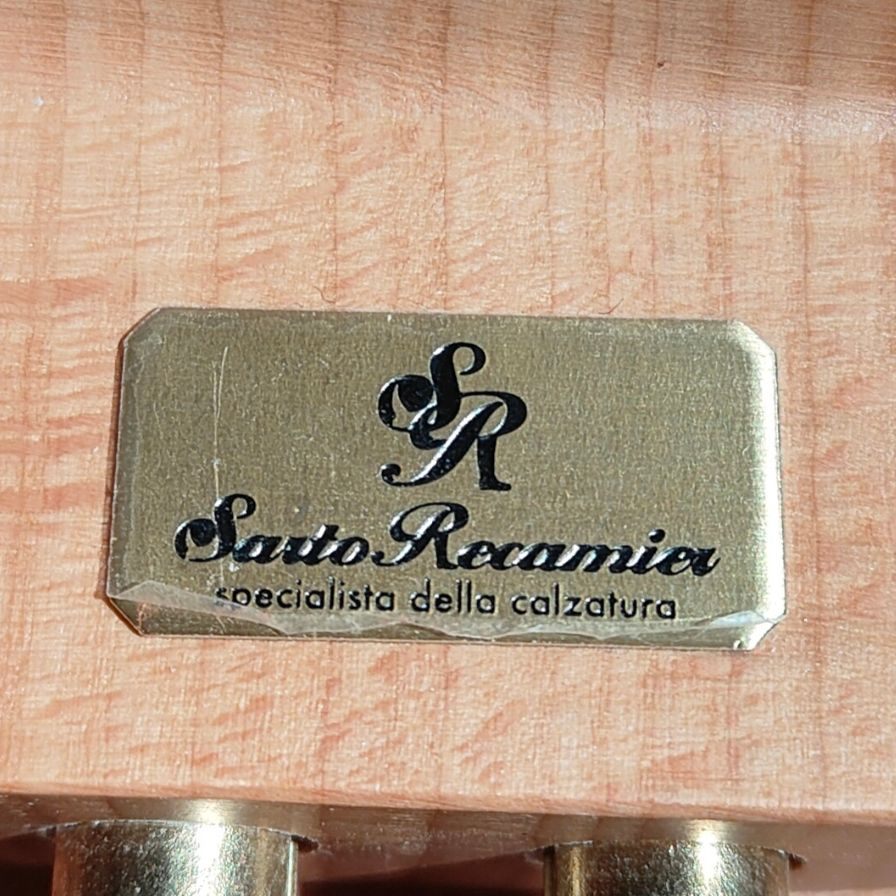 SR
Sarto Recamier
specialista della calzatura